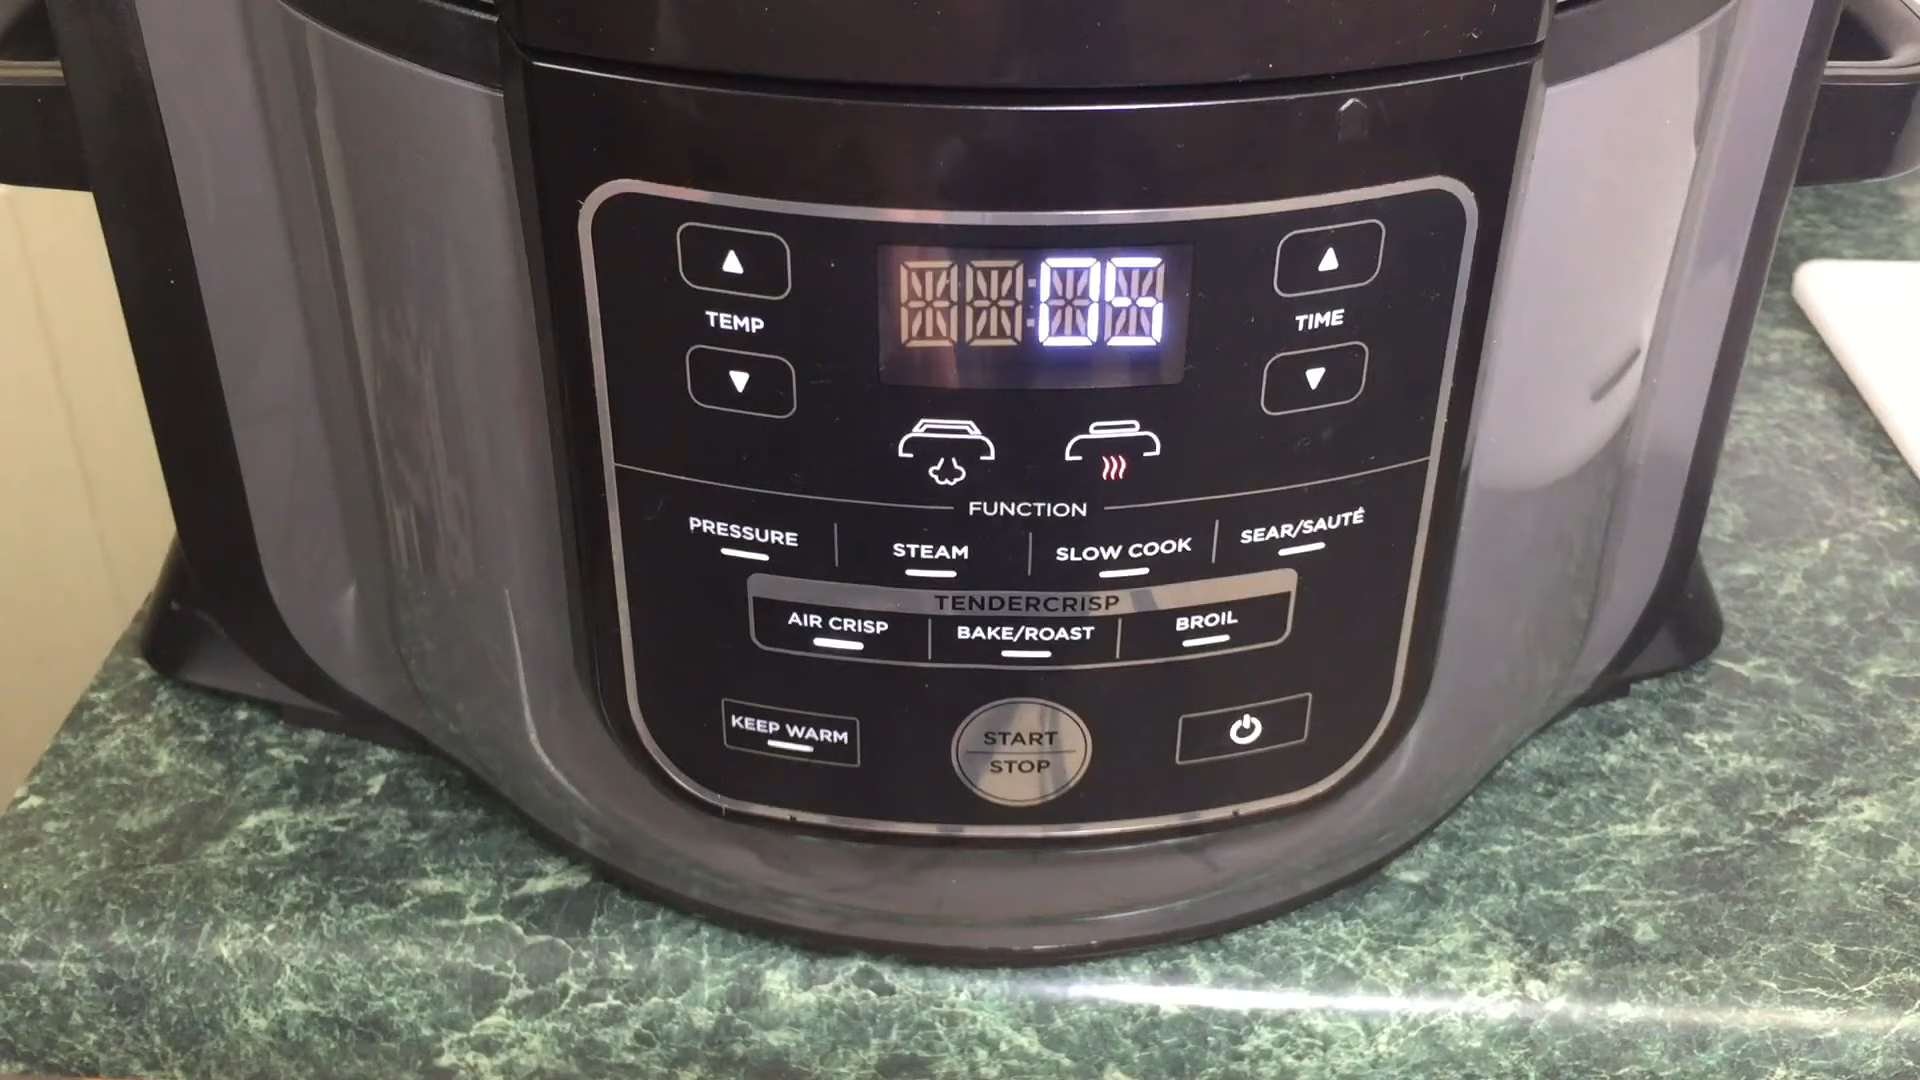 05
TEMP
TIME
FUNCTION
PRESSURE
STEAM
SLOW COOK
SEAR/SAUTÉ
TENDERCRISP
AIR CRISP
BAKE/ROAST
BROIL
KEEP WARM
START
STOP